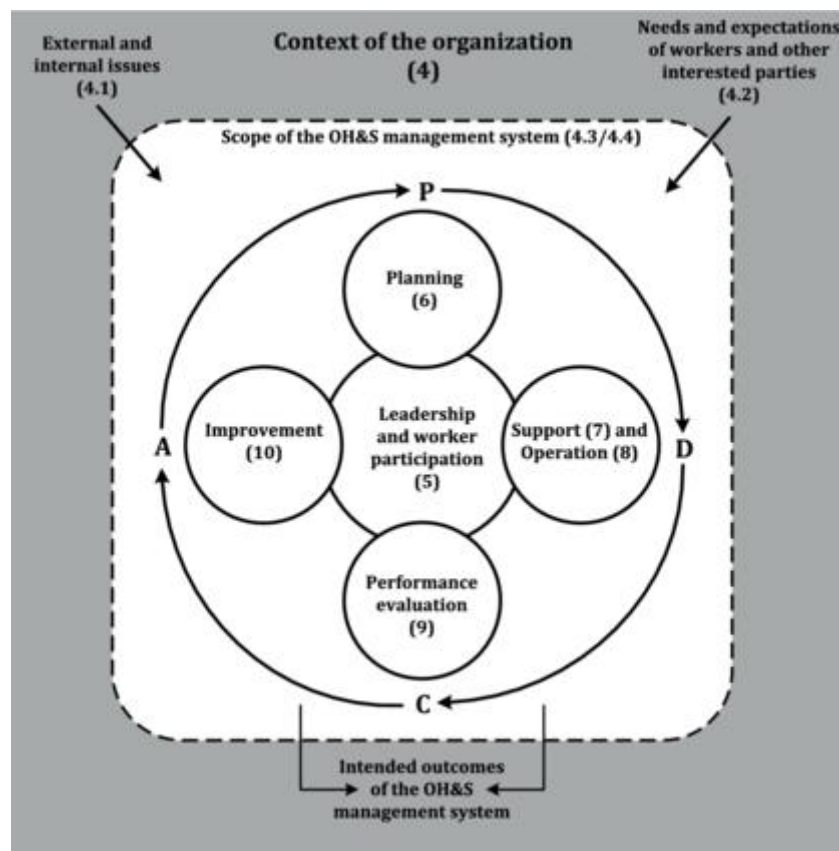 External and
internal issues
(4.1)
Context of the organization
(4)
Needs and expectations
of workers and other
interested parties
(4.2)
Scope of the OH&S management system (4.3/4.4)
P
Planning
(6)
A
Improvement
(10)
Leadership
and worker
participation
(5)
Support (7) and
Operation (8)
D
Performance
evaluation
(9)
C
Intended outcomes
of the OH&S
management system